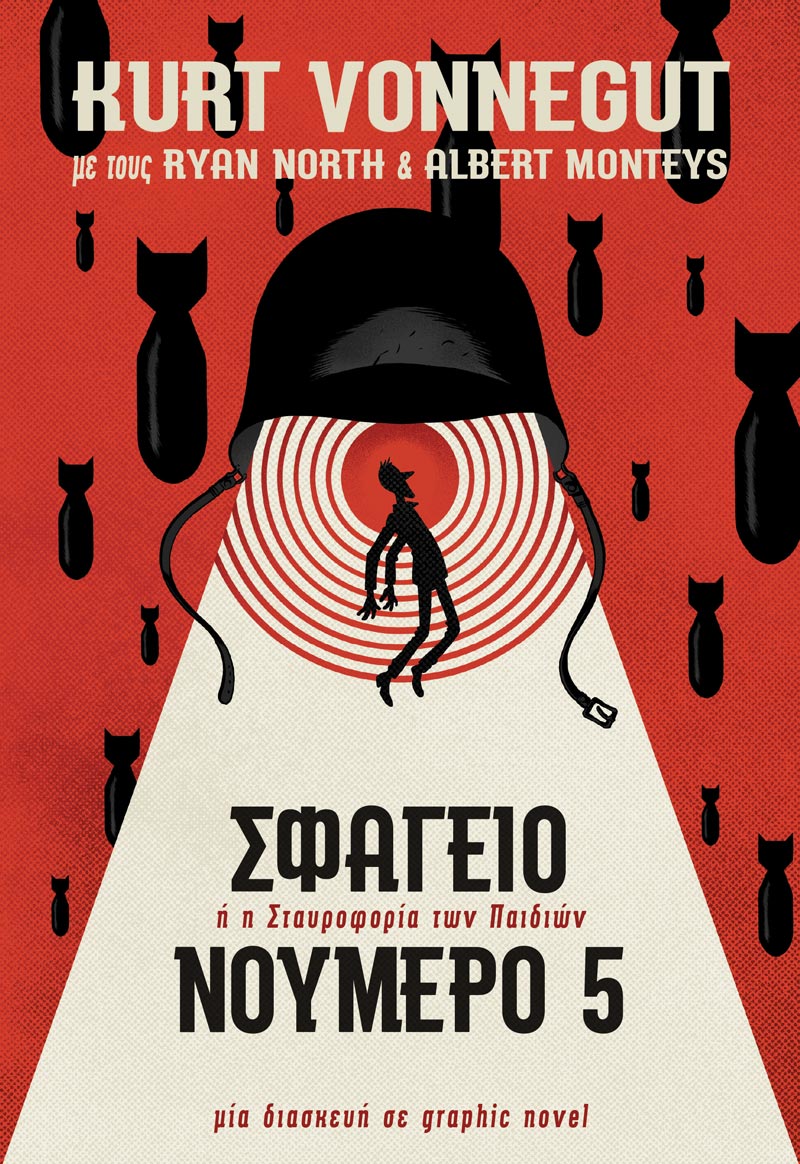 KURT VONNEGUT
με τους RYAN NORTH & ALBERT MONTEYS
ΣΦΑΓΕΙΟ
ή η Σταυροφορία των Παιδιών
ΝΟΥΜΕΡΟ 5
μία διασκευή σε graphic novel